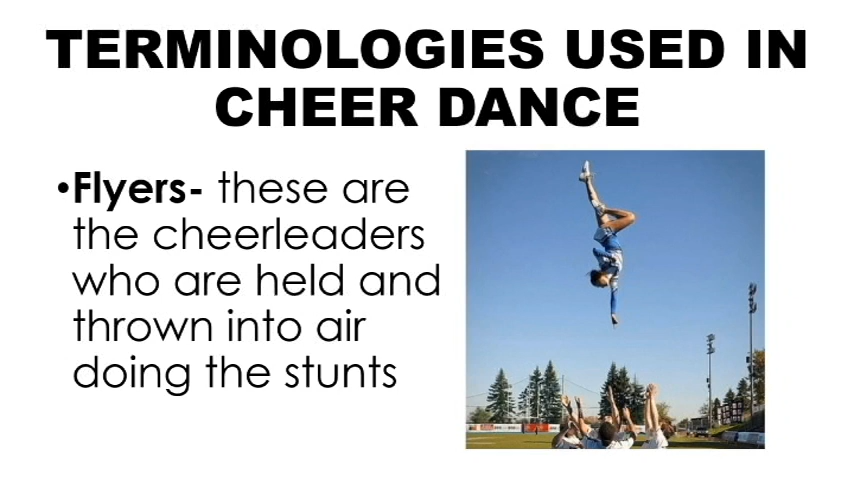 TERMINOLOGIES USED IN
CHEER DANCE
•Flyers- these are
the cheerleaders
who are held and
thrown into air
doing the stunts